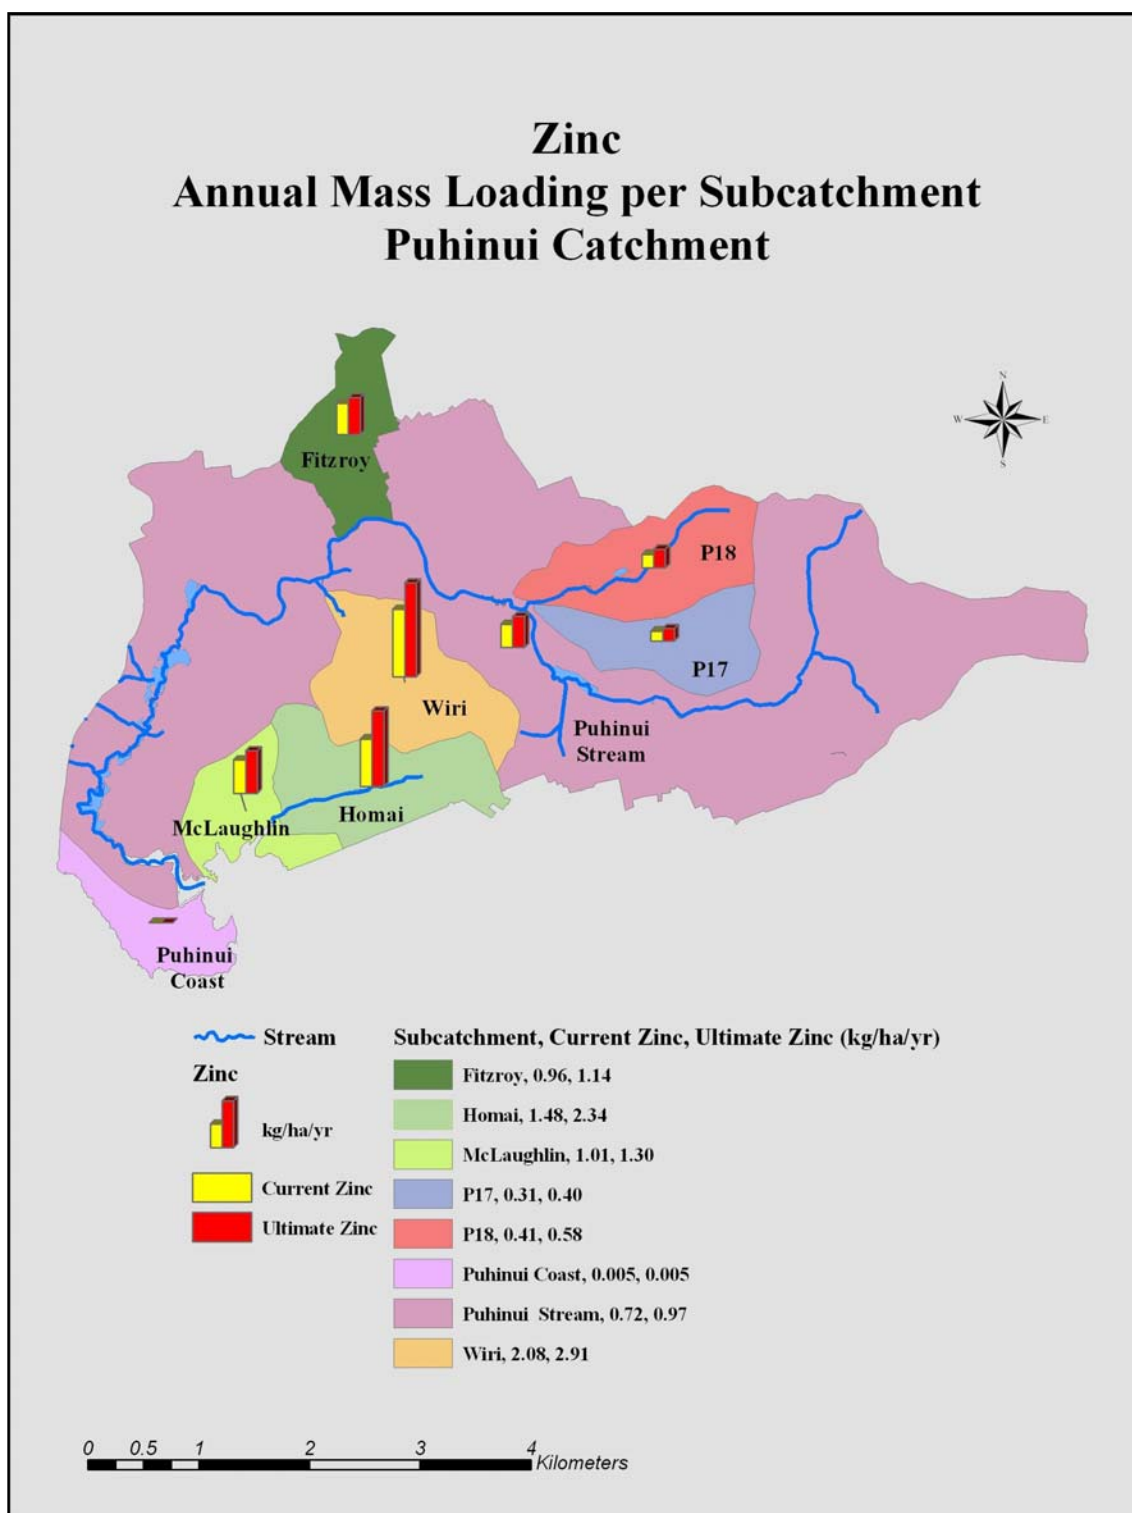 Zinc
Annual Mass Loading per Subcatchment
Puhinui Catchment
N
W
E
S
Fitzroy
P18
P17
Wiri
Puhinui
Stream
McLaughlin
Homai
Puhinui
Coast
Stream
Zinc
kg/ha/yr
Current Zinc
Ultimate Zinc
Subcatchment, Current Zinc, Ultimate Zinc (kg/ha/yr)
Fitzroy, 0.96, 1.14
Homai, 1.48, 2.34
McLaughlin, 1.01, 1.30
P17, 0.31, 0.40
P18, 0.41, 0.58
Puhinui Coast, 0.005, 0.005
Puhinui Stream, 0.72, 0.97
Wiri, 2.08, 2.91
0 0.5 1 2 3 4
Kilometers